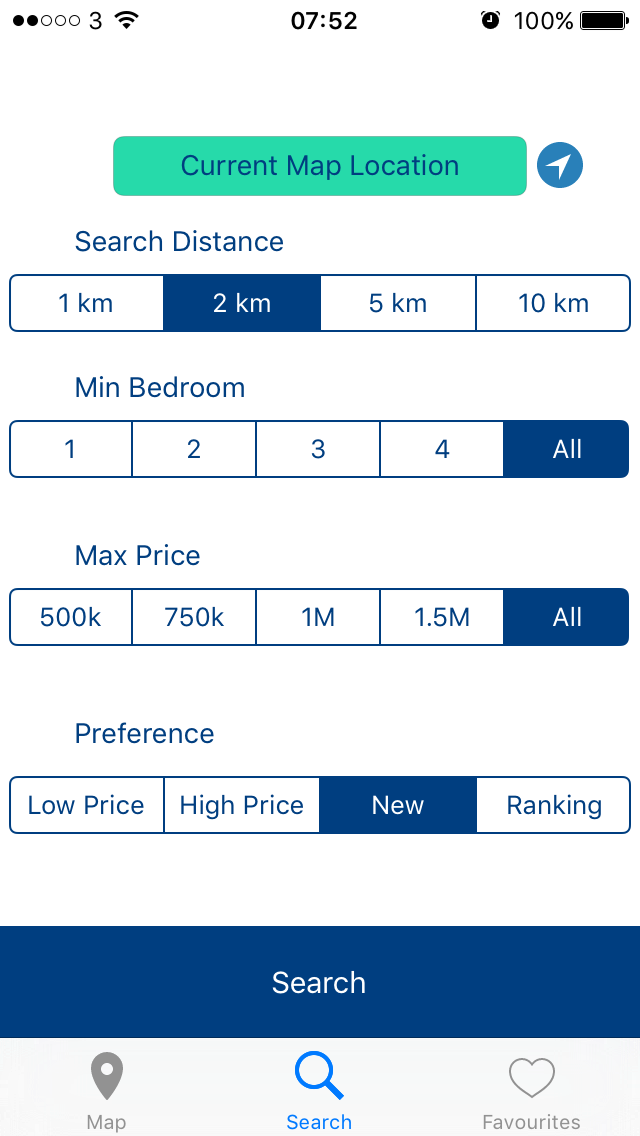 3 07:52 100%
Current Map Location
Search Distance
1 km 2 km 5 km 10 km
Min Bedroom
1 2 3 4 All
Max Price
500k 750k 1M 1.5M All
Preference
Low Price High Price New Ranking
Search
Map Search Favourites